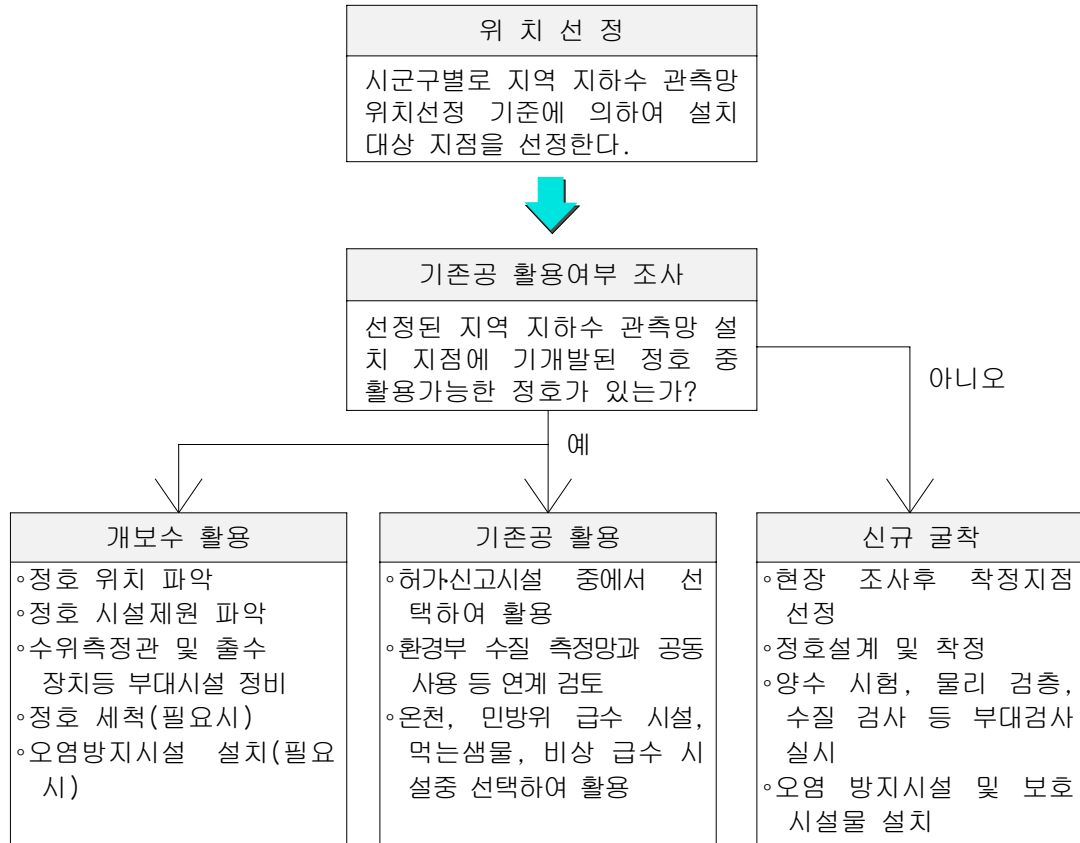 위 치 선 정
시군구별로 지역 지하수 관측망
위치선정 기준에 의하여 설치
대상 지점을 선정한다.
기존공 활용여부 조사
선정된 지역 지하수 관측망 설
치 지점에 기개발된 정호 중
활용가능한 정호가 있는가?
아니오
예
개보수 활용
◦정호 위치 파악
◦정호 시설제원 파악
◦수위측정관 및 출수
장치등 부대시설 정비
◦정호 세척(필요시)
◦오염방지시설 설치(필요
시)
기존공 활용
◦허가·신고시설 중에서 선
택하여 활용
◦환경부 수질 측정망과 공동
사용 등 연계 검토
◦온천, 민방위 급수 시설,
먹는샘물, 비상 급수 시
설중 선택하여 활용
신규 굴착
◦현장 조사후 착정지점
선정
◦정호설계 및 착정
◦양수 시험, 물리 검층,
수질 검사 등 부대검사
실시
◦오염 방지시설 및 보호
시설물 설치